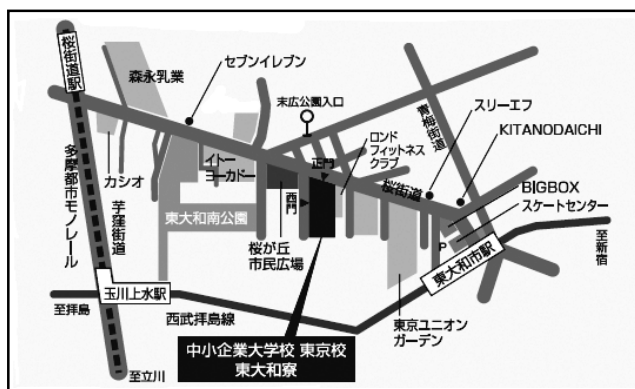 桜街道駅
森永乳業
セブンイレブン
末広公園入口
青梅街道
スリーエフ
KITANODAICHI
ロンド
フィットネス
クラブ
正門
桜街道
カシオ
イトー
ヨーカドー
西門
BIGBOX
スケートセンター
多摩都市モノレール
芋窪街道
東大和南公園
桜が丘
市民広場
P
東大和市駅
至新宿
玉川上水駅
至拝島
西武拝島線
東京ユニオン
ガーデン
中小企業大学校 東京校
東大和寮
至立川